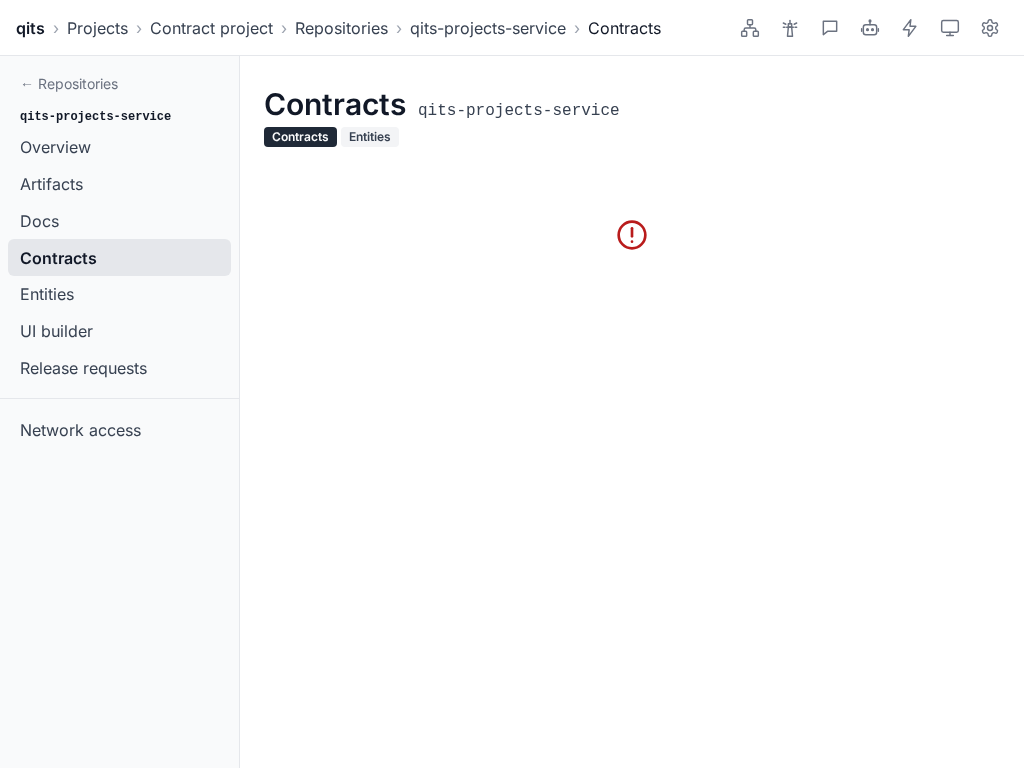 qits › Projects › Contract project › Repositories › qits-projects-service › Contracts
← Repositories
qits-projects-service
Overview
Artifacts
Docs
Contracts
Entities
UI builder
Release requests
Network access
Contracts qits-projects-service
Contracts Entities